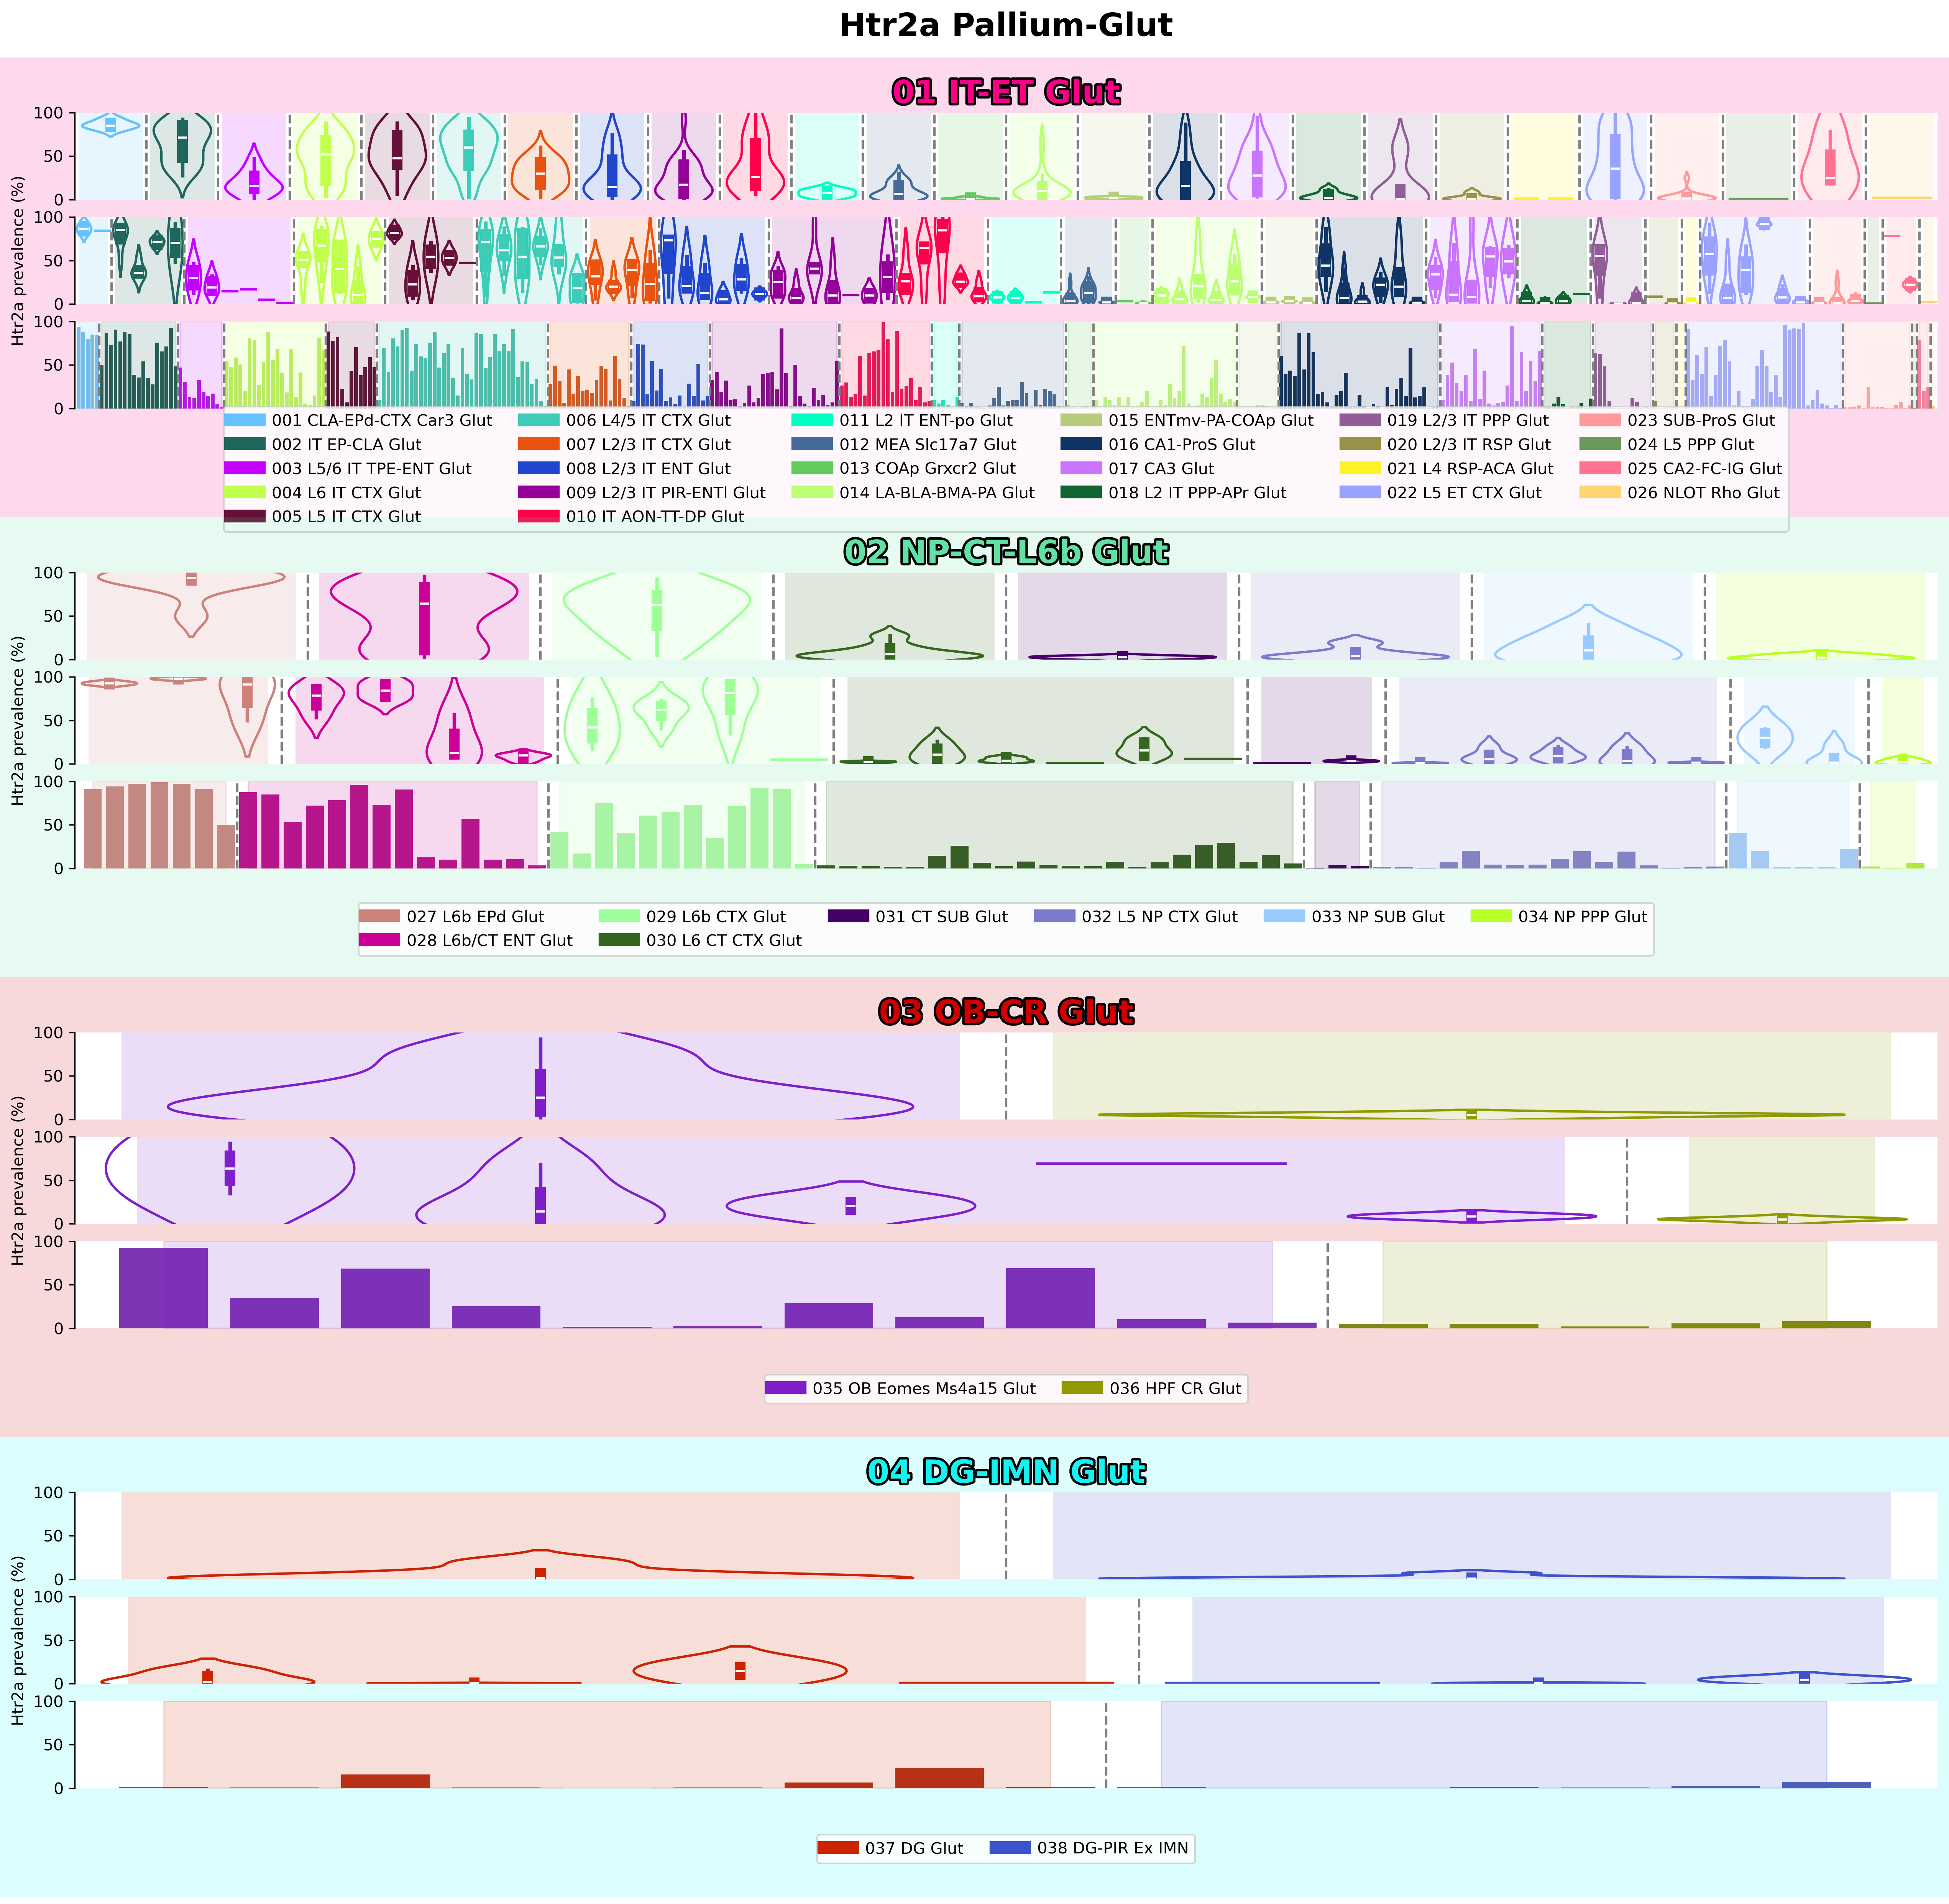 Htr2a Pallium-Glut
01 IT-ET Glut
100
50
0
100
50
0
100
50
0
Htr2a prevalence (%)
001 CLA-EPd-CTX Car3 Glut
002 IT EP-CLA Glut
003 L5/6 IT TPE-ENT Glut
004 L6 IT CTX Glut
005 L5 IT CTX Glut
006 L4/5 IT CTX Glut
007 L2/3 IT CTX Glut
008 L2/3 IT ENT Glut
009 L2/3 IT PIR-ENTl Glut
010 IT AON-TT-DP Glut
011 L2 IT ENT-po Glut
012 MEA Slc17a7 Glut
013 COAp Grxcr2 Glut
014 LA-BLA-BMA-PA Glut
015 ENTmv-PA-COAp Glut
016 CA1-ProS Glut
017 CA3 Glut
018 L2 IT PPP-APr Glut
019 L2/3 IT PPP Glut
020 L2/3 IT RSP Glut
021 L4 RSP-ACA Glut
022 L5 ET CTX Glut
023 SUB-ProS Glut
024 L5 PPP Glut
025 CA2-FC-IG Glut
026 NLOT Rho Glut
02 NP-CT-L6b Glut
100
50
0
100
50
0
100
50
0
Htr2a prevalence (%)
027 L6b EPd Glut
028 L6b/CT ENT Glut
029 L6b CTX Glut
030 L6 CT CTX Glut
031 CT SUB Glut
032 L5 NP CTX Glut
033 NP SUB Glut
034 NP PPP Glut
03 OB-CR Glut
100
50
0
100
50
0
100
50
0
Htr2a prevalence (%)
035 OB Eomes Ms4a15 Glut
036 HPF CR Glut
04 DG-IMN Glut
100
50
0
100
50
0
100
50
0
Htr2a prevalence (%)
037 DG Glut
038 DG-PIR Ex IMN